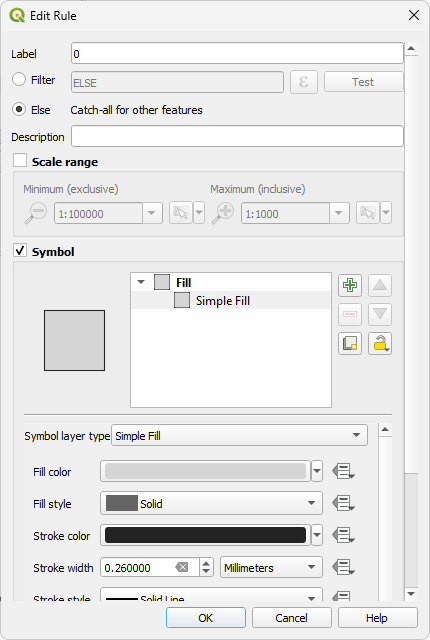 Edit Rule
Label 0
Filter ELSE ε Test
Else Catch-all for other features
Description
Scale range
Minimum (exclusive) Maximum (inclusive)
1:100000 1:1000
Symbol
Fill
Simple Fill
Symbol layer type Simple Fill
Fill color
Fill style Solid
Stroke color
Stroke width 0.260000 Millimeters
Stroke style Solid Line
OK Cancel Help